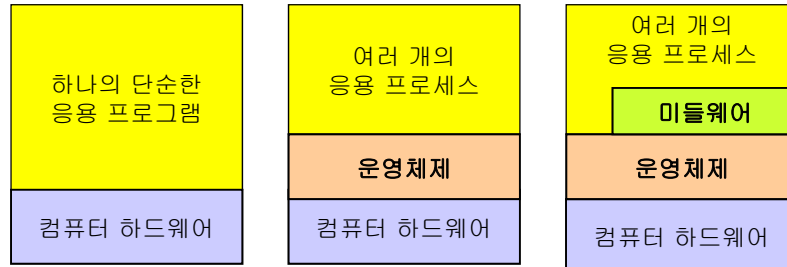 하나의 단순한
응용 프로그램
컴퓨터 하드웨어
여러 개의
응용 프로세스
운영체제
컴퓨터 하드웨어
여러 개의
응용 프로세스
미들웨어
운영체제
컴퓨터 하드웨어